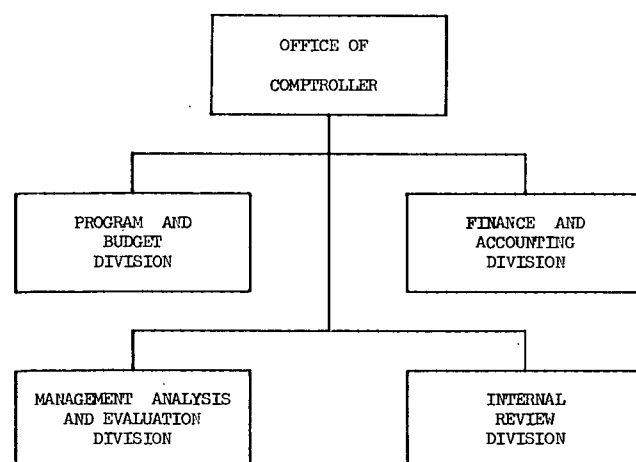 OFFICE OF
COMPTROLLER
PROGRAM AND
BUDGET
DIVISION
FINANCE AND
ACCOUNTING
DIVISION
MANAGEMENT ANALYSIS
AND EVALUATION
DIVISION
INTERNAL
REVIEW
DIVISION